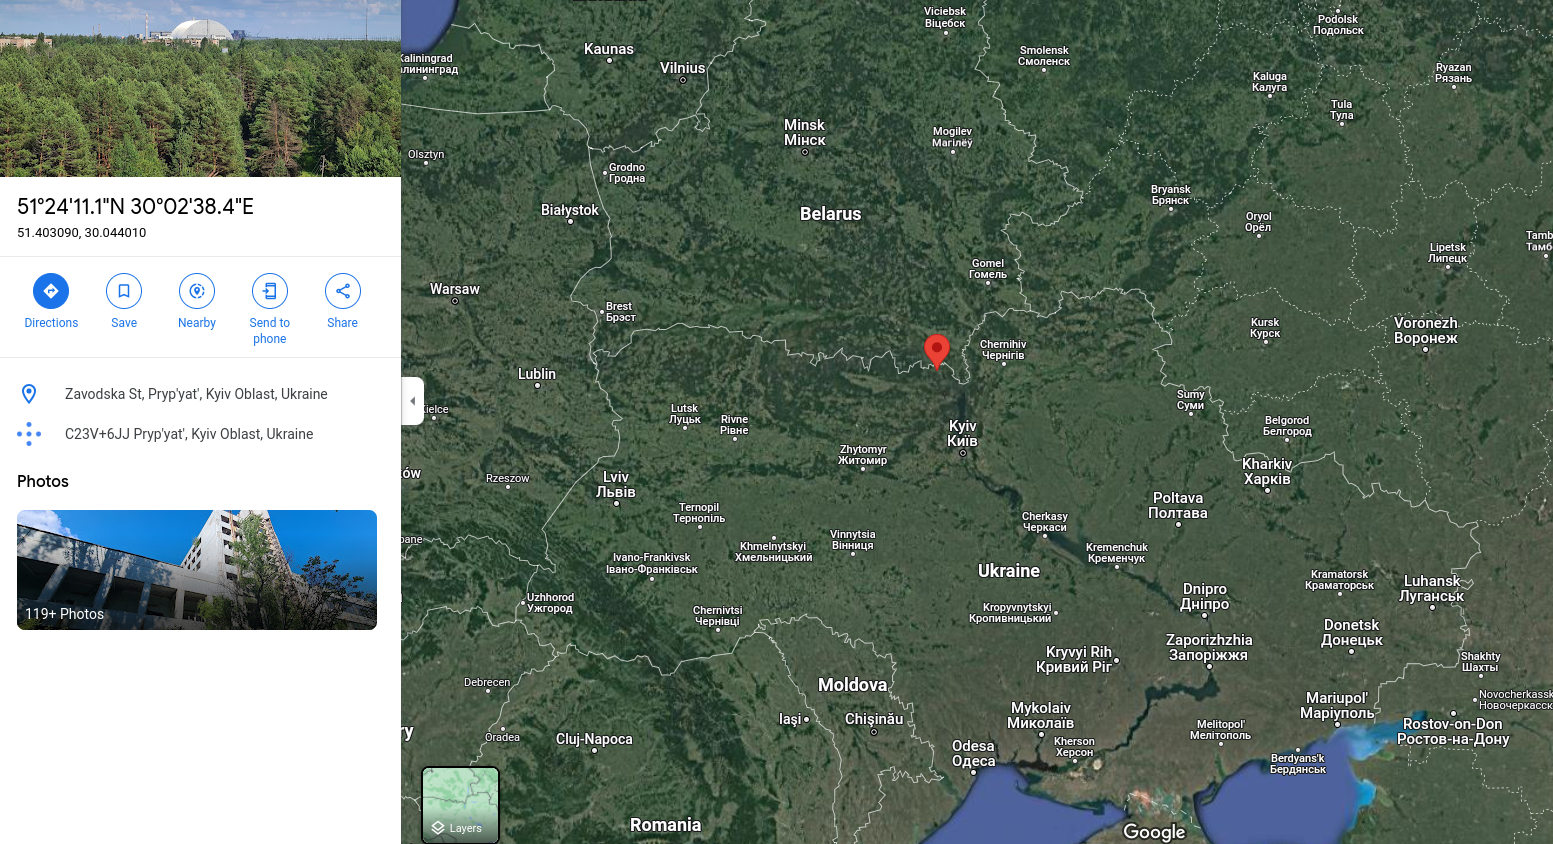 51°24'11.1"N 30°02'38.4"E
51.403090, 30.044010
Directions
Save
Nearby
Send to
phone
Share
Zavodska St, Pryp'yat', Kyiv Oblast, Ukraine
C23V+6JJ Pryp'yat', Kyiv Oblast, Ukraine
Photos
119+ Photos
Viciebsk
Віцебск
Podolsk
Подольск
Kaunas
Vilnius
Smolensk
Смоленск
Kaliningrad
алининград
Kaluga
Калуга
Ryazan
Рязань
Tula
Тула
Minsk
Мінск
Mogilev
Магілёў
Olsztyn
Grodno
Гродна
Bryansk
Брянск
Białystok
Belarus
Oryol
Орёл
Lipetsk
Липецк
Tamb
Тамб
Gomel
Гомель
Warsaw
Brest
Брэст
Kursk
Курск
Voronezh
Воронеж
Chernihiv
Чернігів
Lublin
Sumy
Суми
ielce
Lutsk
Луцьк
Rivne
Рівне
Belgorod
Белгород
Kyiv
Київ
Zhytomyr
Житомир
ów
Rzeszow
Lviv
Львів
Kharkiv
Харків
Poltava
Полтава
Ternopil
Тернопіль
Cherkasy
Черкаси
Vinnytsia
Вінниця
Khmelnytskyi
Хмельницький
pane
Kremenchuk
Кременчук
Ivano-Frankivsk
Івано-Франківськ
Ukraine
Kramatorsk
Краматорськ
Luhansk
Луганськ
Dnipro
Дніпро
Uzhhorod
Ужгород
Chernivtsi
Чернівці
Kropyvnytskyi
Кропивницький
Donetsk
Донецьк
Zaporizhzhia
Запоріжжя
Kryvyi Rih
Кривий Ріг
Shakhty
Шахты
Debrecen
Moldova
Novocherkassk
Новочеркасск
Mariupol'
Маріуполь
Iași
Chișinău
Mykolaiv
Миколаїв
Rostov-on-Don
Ростов-на-Дону
Melitopol'
Мелітополь
ry
Oradea
Cluj-Napoca
Odesa
Одеса
Kherson
Херсон
Berdyans'k
Бердянськ
Layers
Romania
Google